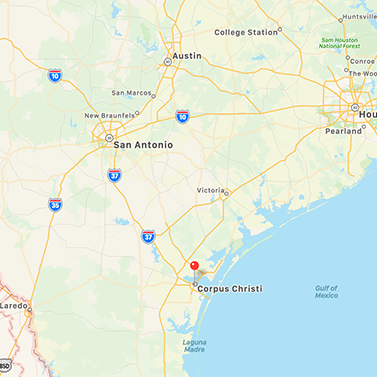 Huntsville
College Station
Sam Houston
National Forest
Austin
Conroe
The Woo
10
San Marcos
New Braunfels
10
Hou
Pearland
San Antonio
37
35
Victoria
37
Corpus Christi
Laredo
Gulf of
Mexico
Laguna
Madre
85D